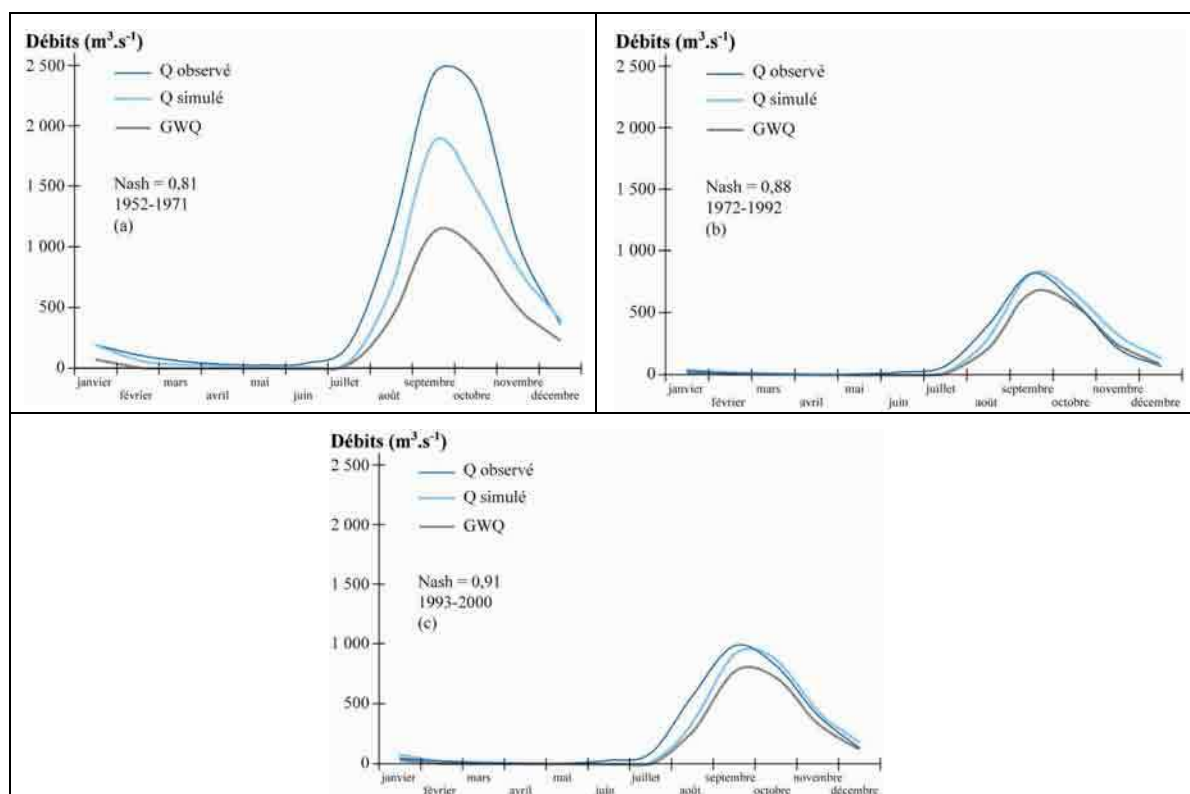 Débits (m³.s⁻¹)
2 500
Q observé
Q simulé
2 000
GWQ
1 500
Nash = 0,81
1952-1971
(a)
1 000
500
0
janvier
mars
mai
juillet
septembre
novembre
février
avril
juin
août
octobre
décembre
Débits (m³.s⁻¹)
2 500
Q observé
Q simulé
2 000
GWQ
1 500
Nash = 0,88
1972-1992
(b)
1 000
500
0
janvier
mars
mai
juillet
septembre
novembre
février
avril
juin
août
octobre
décembre
Débits (m³.s⁻¹)
2 500
Q observé
Q simulé
2 000
GWQ
1 500
Nash = 0,91
1993-2000
(c)
1 000
500
0
janvier
mars
mai
juillet
septembre
novembre
février
avril
juin
août
octobre
décembre